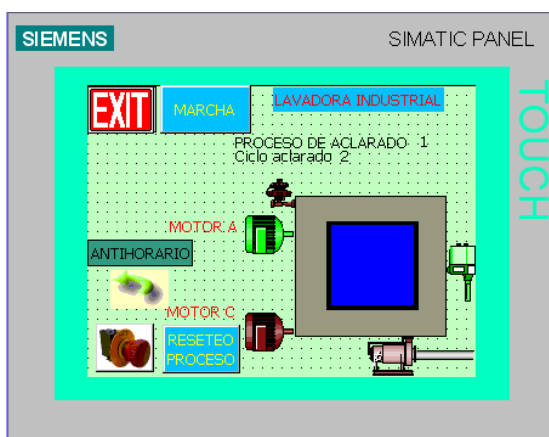 SIEMENS
SIMATIC PANEL
TOUCH
EXIT
MARCHA
LAVADORA INDUSTRIAL
PROCESO DE ACLARADO 1
Ciclo aclarado 2
MOTOR A
ANTIHORARIO
MOTOR C
RESETEO
PROCESO